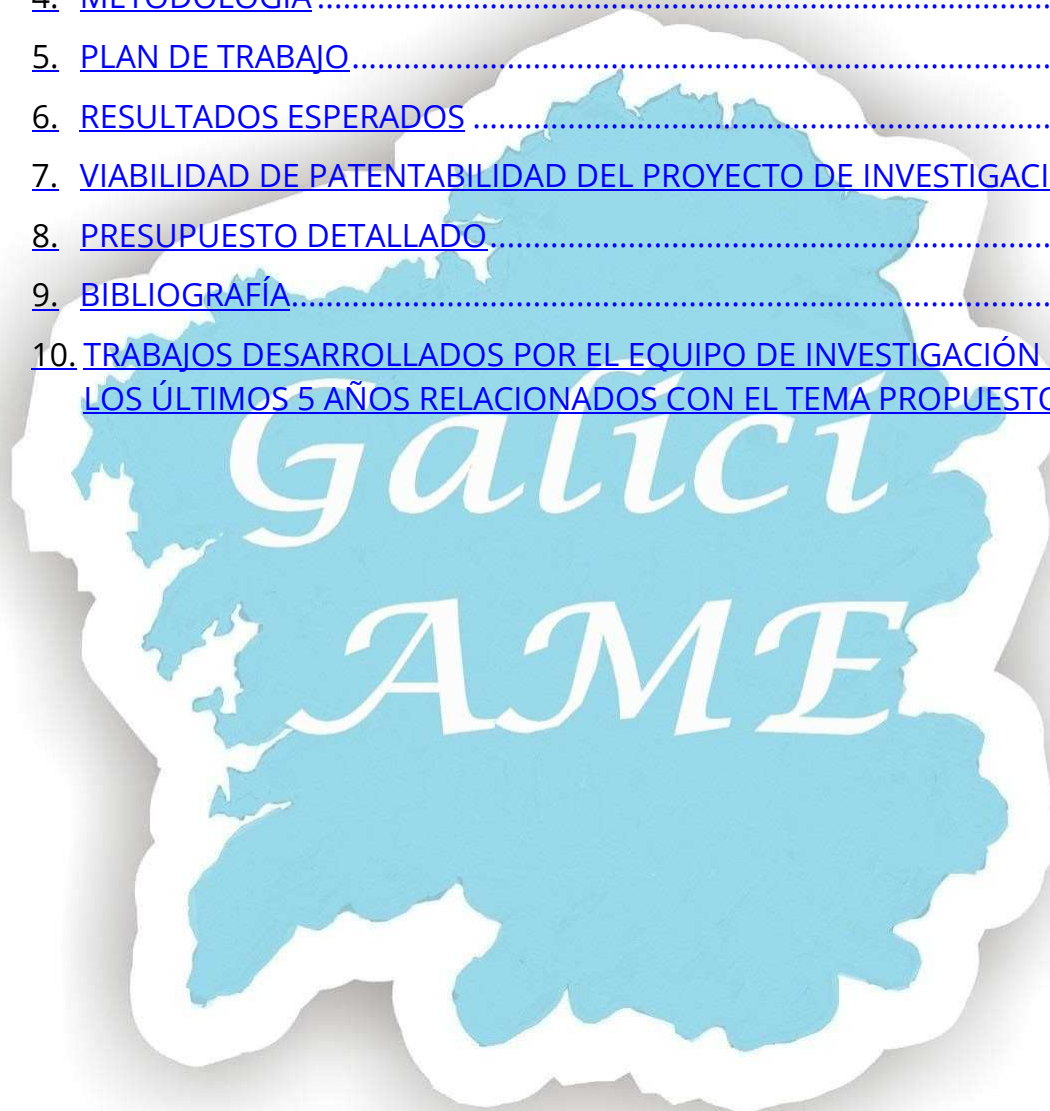 4. METODOLOGÍA
5. PLAN DE TRABAJO
6. RESULTADOS ESPERADOS
7. VIABILIDAD DE PATENTABILIDAD DEL PROYECTO DE INVESTIGACI
8. PRESUPUESTO DETALLADO
9. BIBLIOGRAFÍA
10. TRABAJOS DESARROLLADOS POR EL EQUIPO DE INVESTIGACIÓN
LOS ÚLTIMOS 5 AÑOS RELACIONADOS CON EL TEMA PROPUESTO
Galici
AME